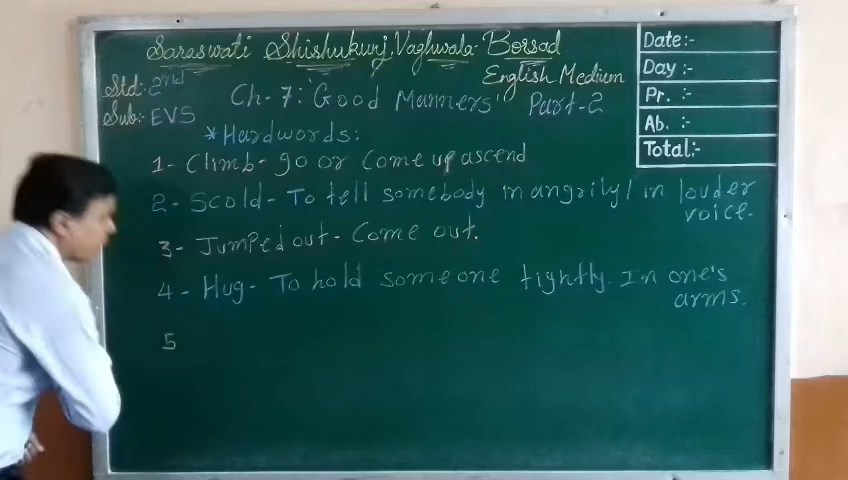 Saraswati Shishukunj, Vaghwala-Borsad
English Medium
Std:- 2nd
Sub:- EVS
Ch-7: "Good Manners" Part-2
*Hardwords:
1- Climb- go or Come up ascend
2- Scold- To tell somebody in angrily/ in louder
voice.
3- Jumped out- Come out.
4- Hug- To hold someone tightly. In one's
arms.
5
Date:-
Day :-
Pr. :-
Ab. :-
Total:-